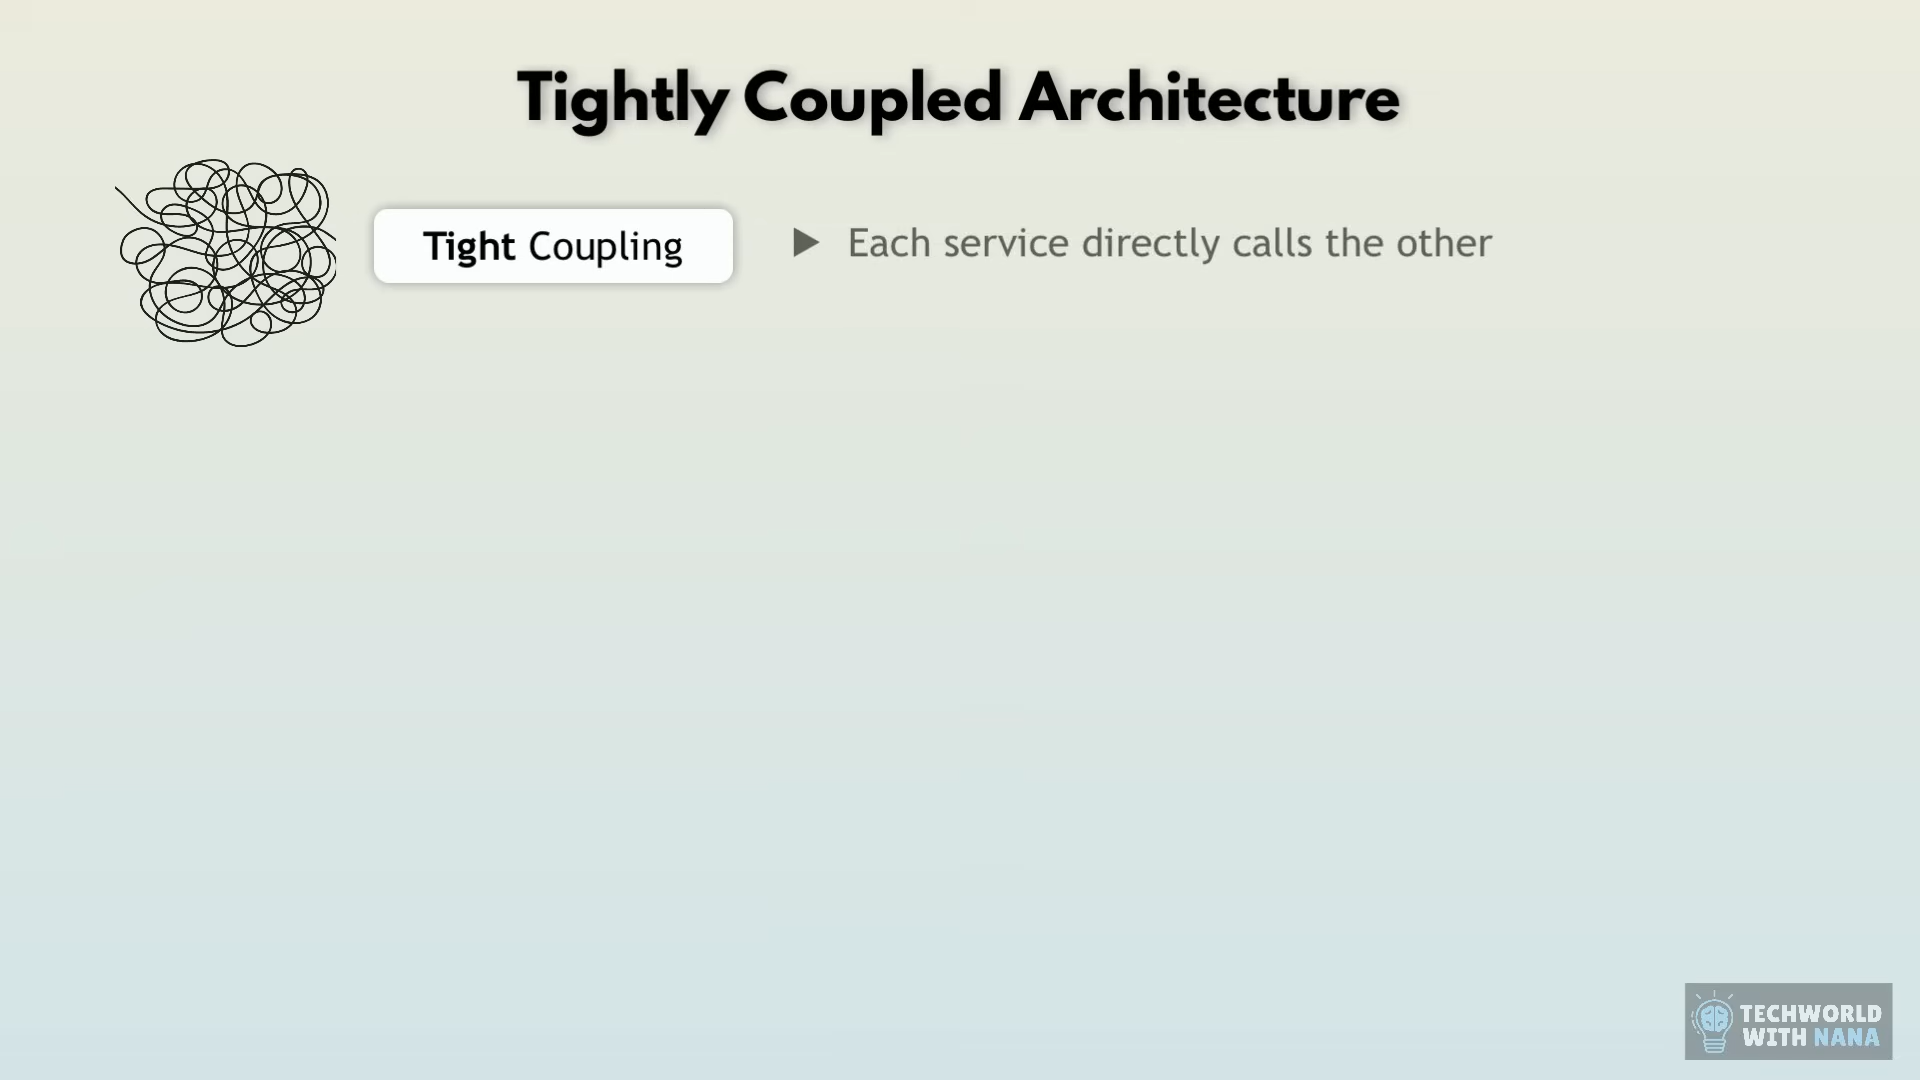 Tightly Coupled Architecture
Tight Coupling
Each service directly calls the other
TECHWORLD
WITH NANA